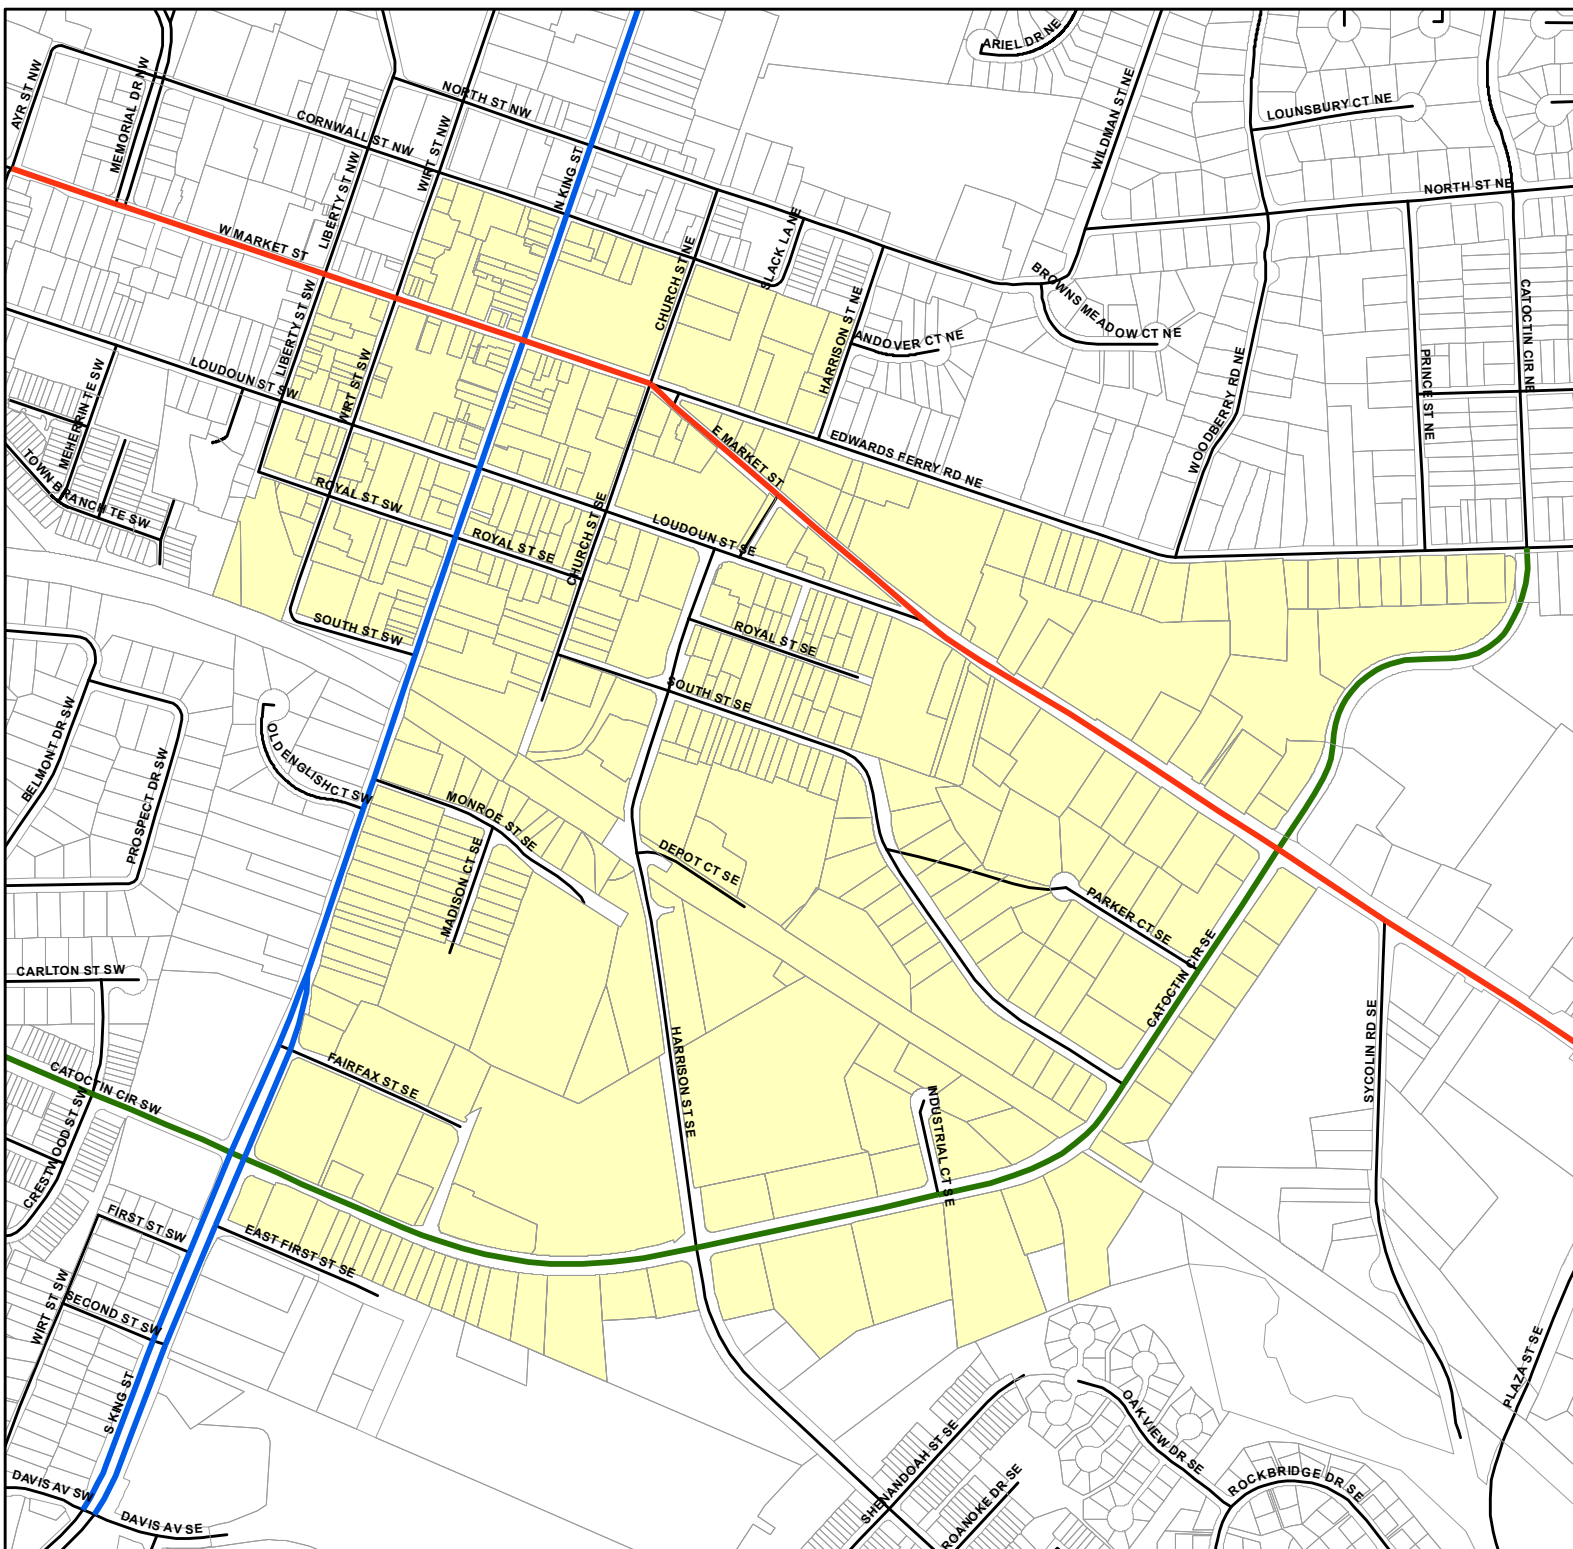 ARIEL DR NE
AYR ST NW
MEMORIAL DR NW
NORTH ST NW
CORNWALL ST NW
WIRT ST NW
LIBERTY ST NW
N KING ST
WILDMAN ST NE
LOUNSBURY CT NE
NORTH ST NE
W MARKET ST
CHURCH ST NE
SLACK LA NE
HARRISON ST NE
ANDOVER CT NE
BROWNS MEADOW CT NE
CATOCTIN CIR NE
PRINCE ST NE
WOODBERRY RD NE
LIBERTY ST SW
LOUDOUN ST SW
WIRT ST SW
MEHERRIN TE SW
TOWN BRANCH TE SW
EDWARDS FERRY RD NE
E MARKET ST
ROYAL ST SW
ROYAL ST SE
CHURCH ST SE
LOUDOUN ST SE
SOUTH ST SW
ROYAL ST SE
SOUTH ST SE
BELMONT DR SW
PROSPECT DR SW
OLD ENGLISH CT SW
MONROE ST SE
MADISON CT SE
DEPOT CT SE
PARKER CT SE
CATOCTIN CIR SE
CARLTON ST SW
SYCOLIN RD SE
HARRISON ST SE
FAIRFAX ST SE
INDUSTRIAL CT SE
CATOCTIN CIR SW
CRESTWOOD ST SW
FIRST ST SW
EAST FIRST ST SE
WIRT ST SW
SECOND ST SW
S KING ST
PLAZA ST SE
OAK VIEW DR SE
SHENANDOAH ST SE
ROANOKE DR SE
ROCKBRIDGE DR SE
DAVIS AV SW
DAVIS AV SE